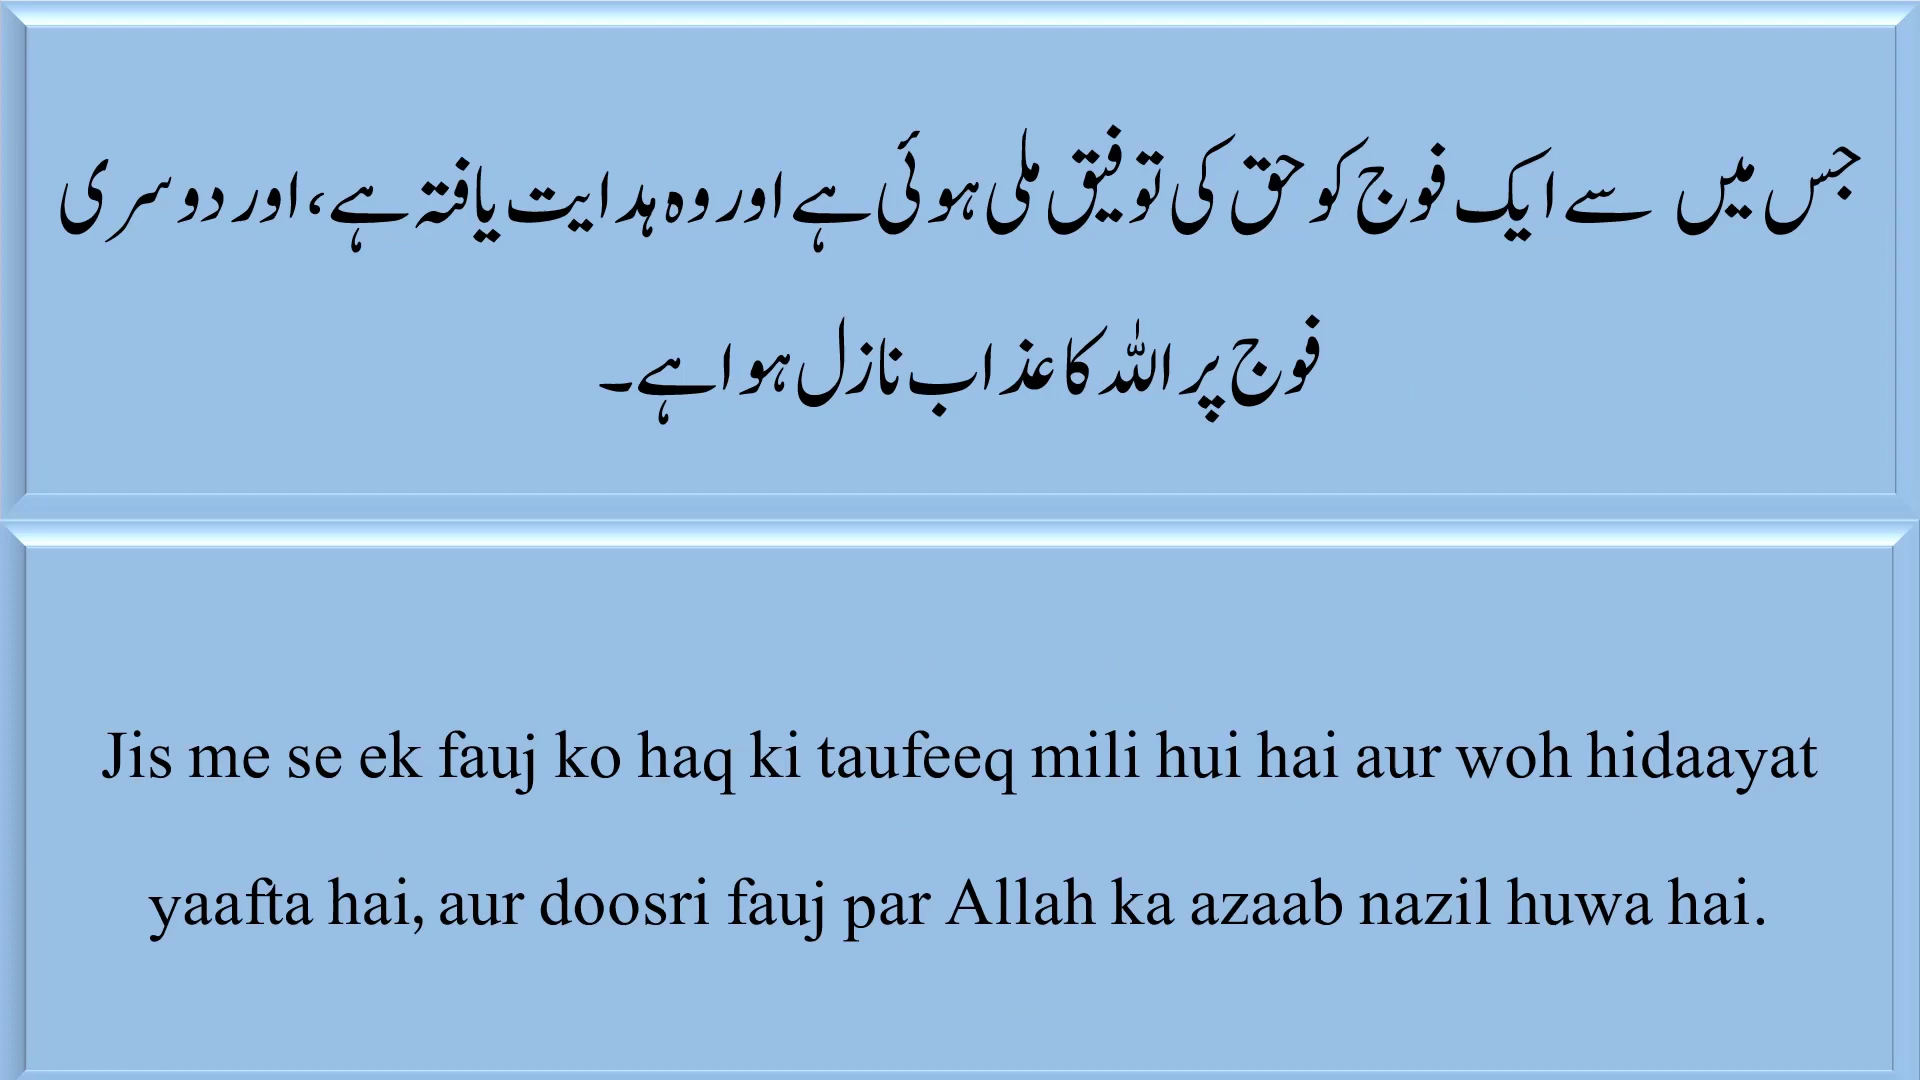 جس میں سے ایک فوج کو حق کی توفیق ملی ہوئی ہے اور وہ ہدایت یافتہ ہے، اور دوسری
فوج پر اللہ کا عذاب نازل ہوا ہے۔
Jis me se ek fauj ko haq ki taufeeq mili hui hai aur woh hidaayat
yaafta hai, aur doosri fauj par Allah ka azaab nazil huwa hai.